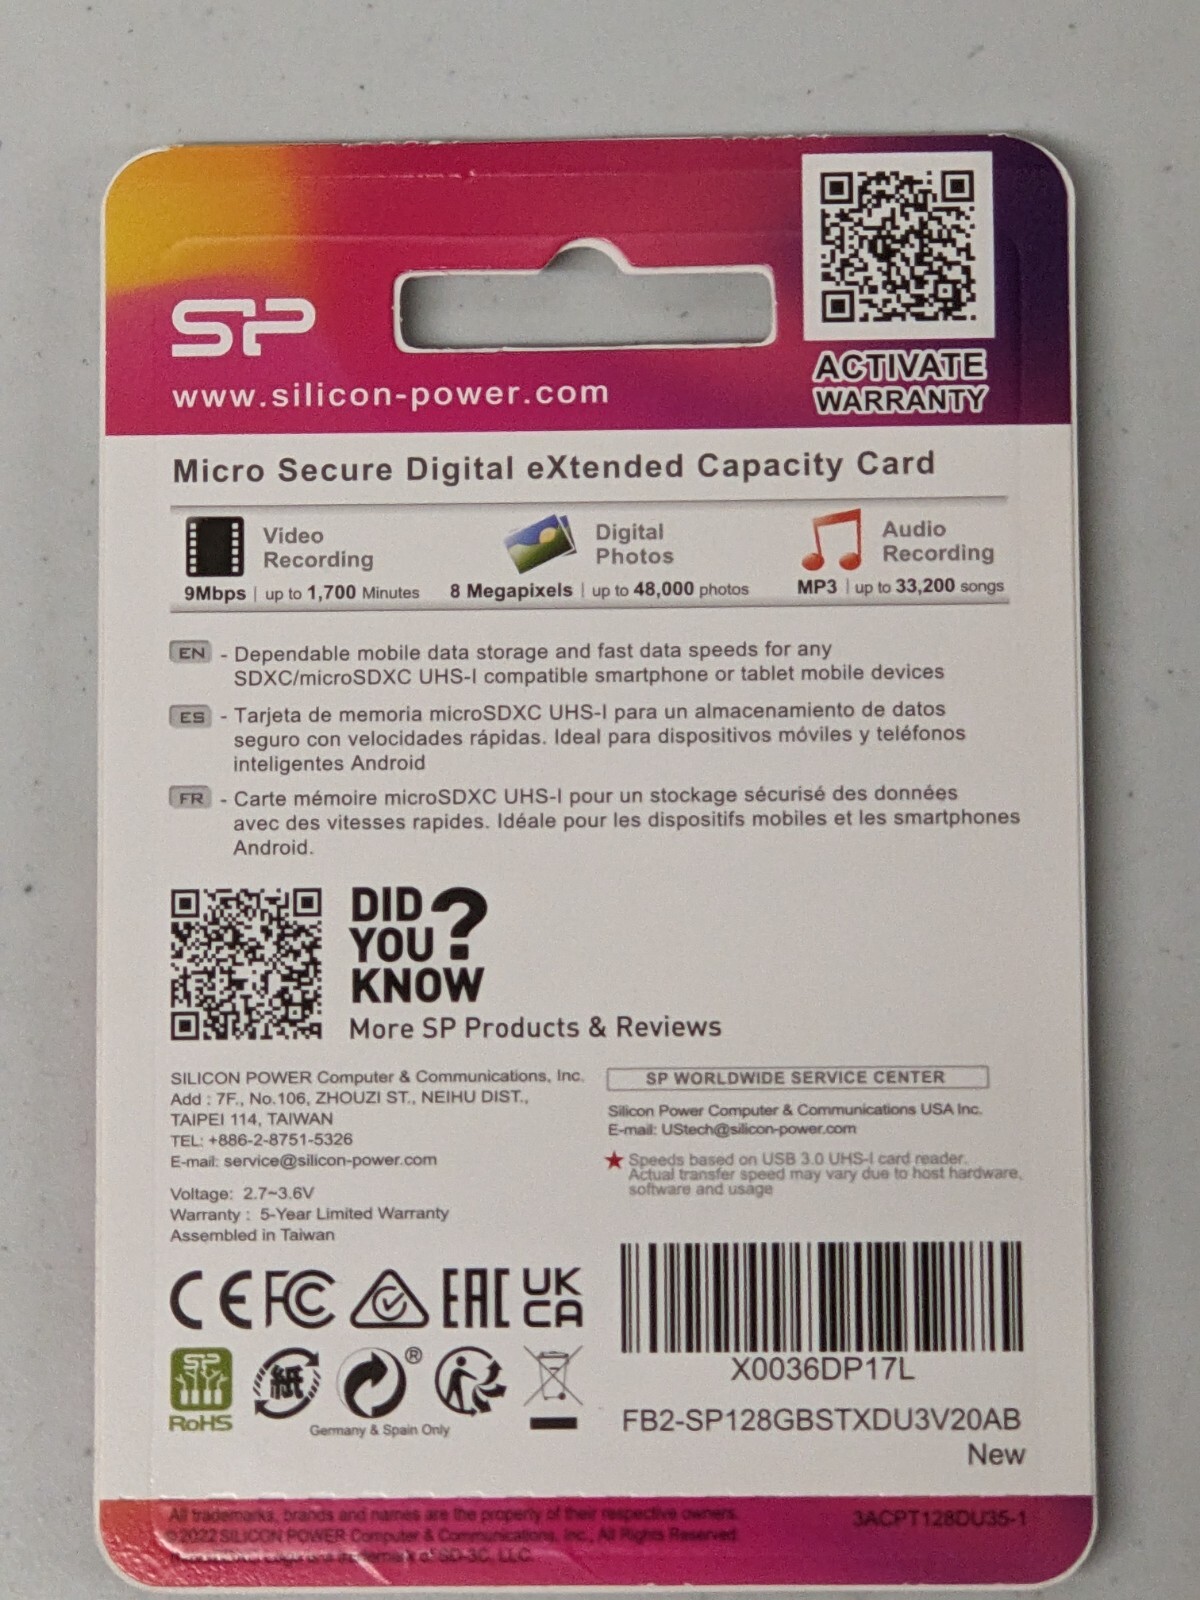 SP
www.silicon-power.com
ACTIVATE
WARRANTY
Micro Secure Digital eXtended Capacity Card
Video
Recording
9Mbps | up to 1,700 Minutes
Digital
Photos
8 Megapixels | up to 48,000 photos
Audio
Recording
MP3 | up to 33,200 songs
EN - Dependable mobile data storage and fast data speeds for any
SDXC/microSDXC UHS-I compatible smartphone or tablet mobile devices
ES - Tarjeta de memoria microSDXC UHS-I para un almacenamiento de datos
seguro con velocidades rápidas. Ideal para dispositivos móviles y teléfonos
inteligentes Android
FR - Carte mémoire microSDXC UHS-I pour un stockage sécurisé des données
avec des vitesses rapides. Idéale pour les dispositifs mobiles et les smartphones
Android.
DID
YOU ?
KNOW
More SP Products & Reviews
SILICON POWER Computer & Communications, Inc.
Add : 7F., No.106, ZHOUZI ST., NEIHU DIST.,
TAIPEI 114, TAIWAN
TEL: +886-2-8751-5326
E-mail: service@silicon-power.com
Voltage: 2.7~3.6V
Warranty : 5-Year Limited Warranty
Assembled in Taiwan
SP WORLDWIDE SERVICE CENTER
Silicon Power Computer & Communications USA Inc.
E-mail: UStech@silicon-power.com
★ Speeds based on USB 3.0 UHS-I card reader.
Actual transfer speed may vary due to host hardware,
software and usage
CE FC EAC UK
CA
SP
RoHS
紙
®
Germany & Spain Only
X0036DP17L
FB2-SP128GBSTXDU3V20AB
New
All trademarks, brands and names are the property of their respective owners.
©2022 SILICON POWER Computer & Communications, Inc., All Rights Reserved
trademark of SD-3C, LLC.
3ACPT128DU35-1